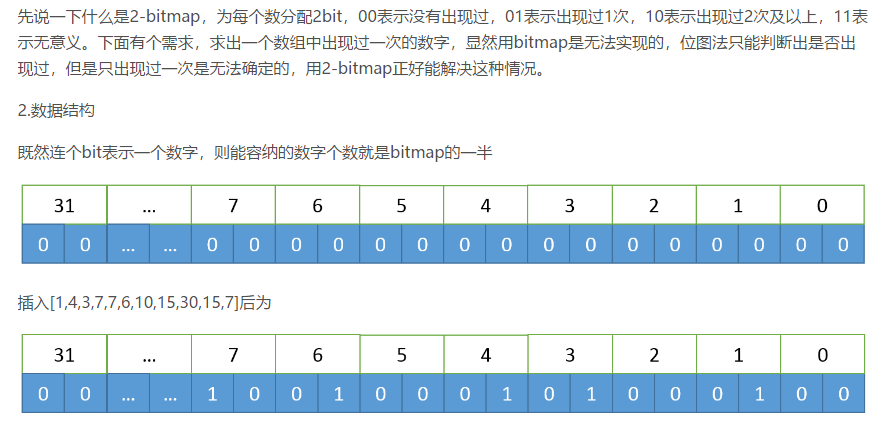 先说一下什么是2-bitmap，为每个数分配2bit，00表示没有出现过，01表示出现过1次，10表示出现过2次及以上，11表
示无意义。下面有个需求，求出一个数组中出现过一次的数字，显然用bitmap是无法实现的，位图法只能判断出是否出
现过，但是只出现过一次是无法确定的，用2-bitmap正好能解决这种情况。
2.数据结构
既然连个bit表示一个数字，则能容纳的数字个数就是bitmap的一半
31 ... 7 6 5 4 3 2 1 0
0 0 ... ... 0 0 0 0 0 0 0 0 0 0 0 0 0 0 0 0
插入[1,4,3,7,7,6,10,15,30,15,7]后为
31 ... 7 6 5 4 3 2 1 0
0 0 ... ... 1 0 0 1 0 0 0 1 0 1 0 0 0 1 0 0